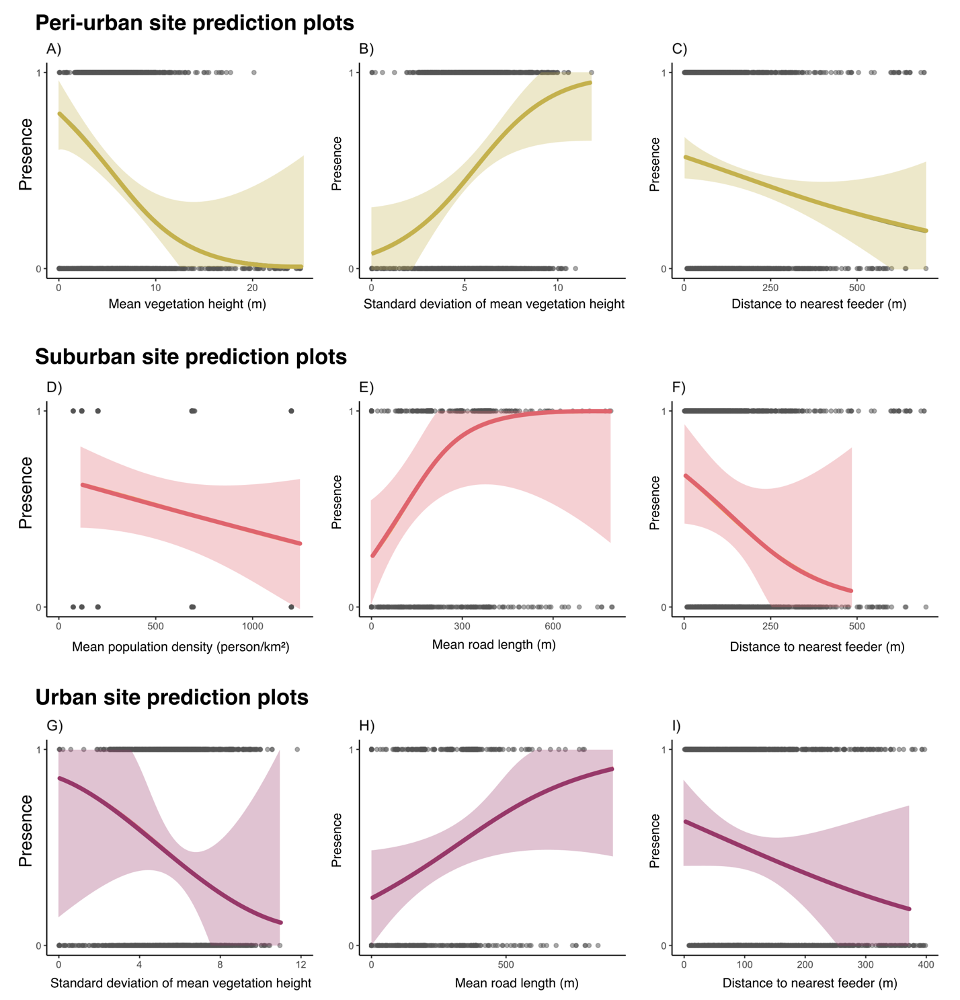 Peri-urban site prediction plots
A)
B)
C)
1
1
1
Presence
Presence
Presence
0
0
0
0 10 20
0 5 10
0 250 500
Mean vegetation height (m)
Standard deviation of mean vegetation height
Distance to nearest feeder (m)
Suburban site prediction plots
D)
E)
F)
1
1
1
Presence
Presence
Presence
0
0
0
0 500 1000
0 300 600
0 250 500
Mean population density (person/km²)
Mean road length (m)
Distance to nearest feeder (m)
Urban site prediction plots
G)
H)
I)
1
1
1
Presence
Presence
Presence
0
0
0
0 4 8 12
0 500
0 100 200 300 400
Standard deviation of mean vegetation height
Mean road length (m)
Distance to nearest feeder (m)